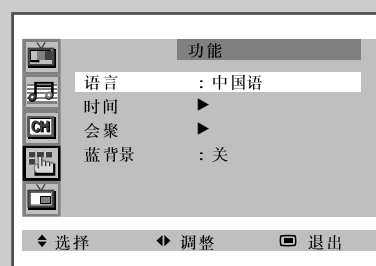 功能
语言 : 中国语
时间 ▶
CH 会聚 ▶
蓝背景 : 关
选择 调整 退出